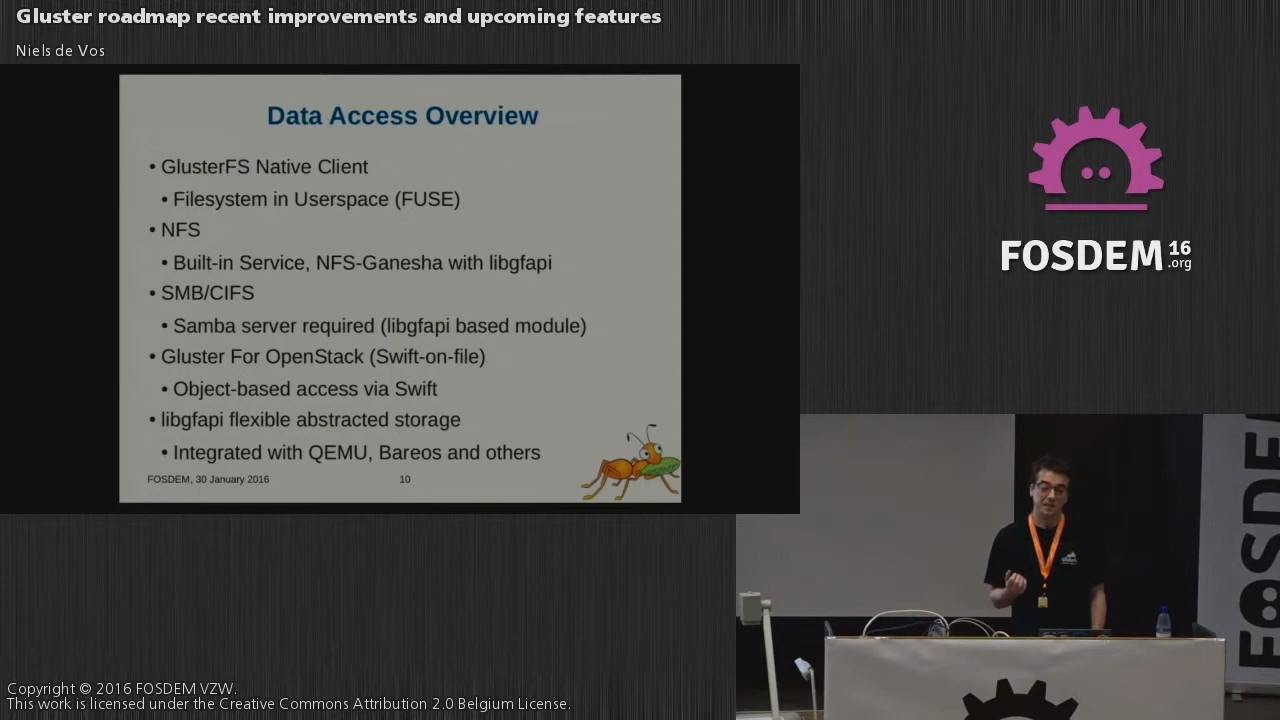 Gluster roadmap recent improvements and upcoming features
Niels de Vos
Data Access Overview
• GlusterFS Native Client
• Filesystem in Userspace (FUSE)
• NFS
• Built-in Service, NFS-Ganesha with libgfapi
• SMB/CIFS
• Samba server required (libgfapi based module)
• Gluster For OpenStack (Swift-on-file)
• Object-based access via Swift
• libgfapi flexible abstracted storage
• Integrated with QEMU, Bareos and others
FOSDEM, 30 January 2016 10
FOSDEM 16 .org
FOSDEM
Copyright © 2016 FOSDEM VZW.
This work is licensed under the Creative Commons Attribution 2.0 Belgium License.